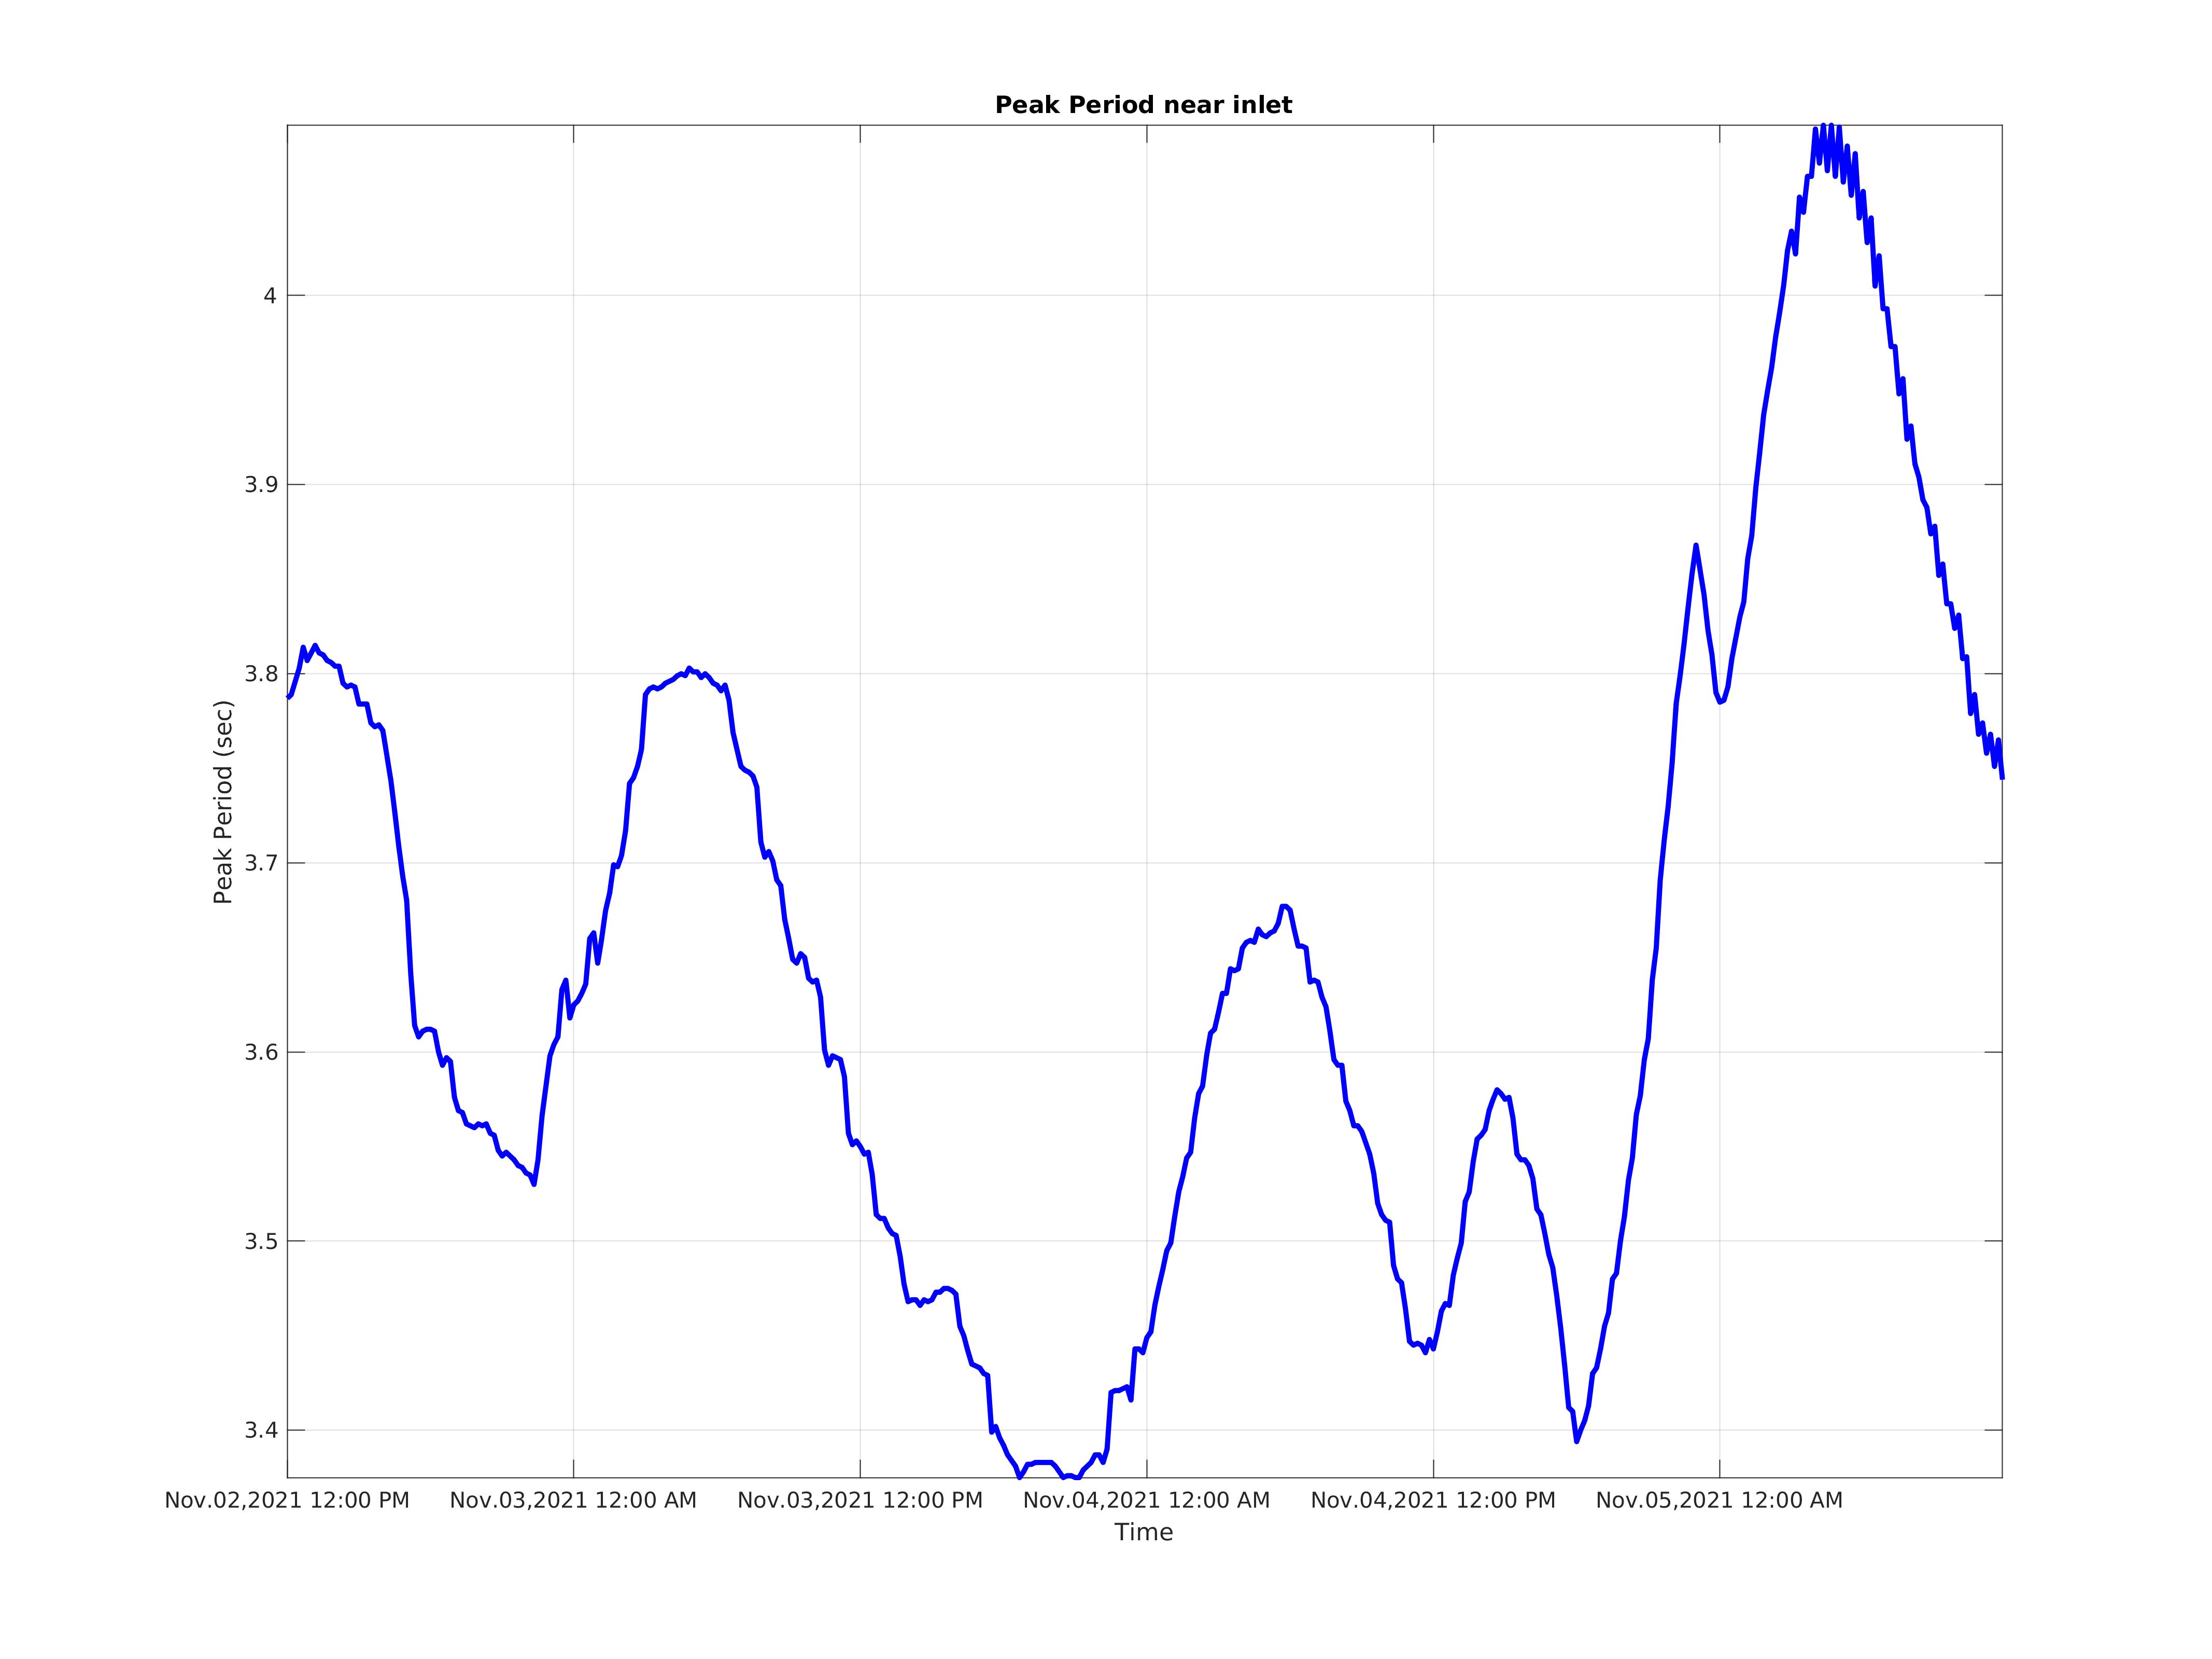 Peak Period near inlet
4
3.9
3.8
3.7
3.6
3.5
3.4
Peak Period (sec)
Nov.02,2021 12:00 PM
Nov.03,2021 12:00 AM
Nov.03,2021 12:00 PM
Nov.04,2021 12:00 AM
Nov.04,2021 12:00 PM
Nov.05,2021 12:00 AM
Time